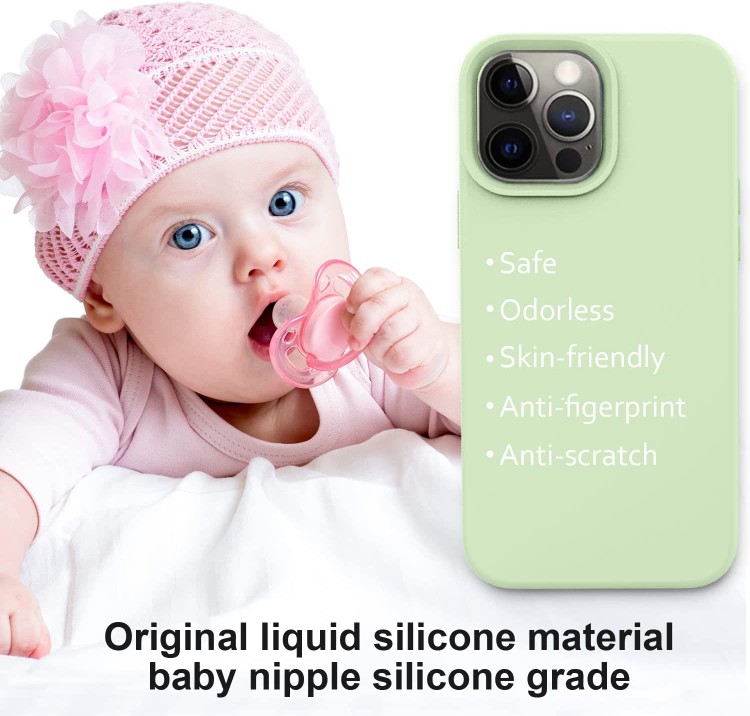 • Safe
• Odorless
• Skin-friendly
• Anti-figerprint
• Anti-scratch
Original liquid silicone material
baby nipple silicone grade